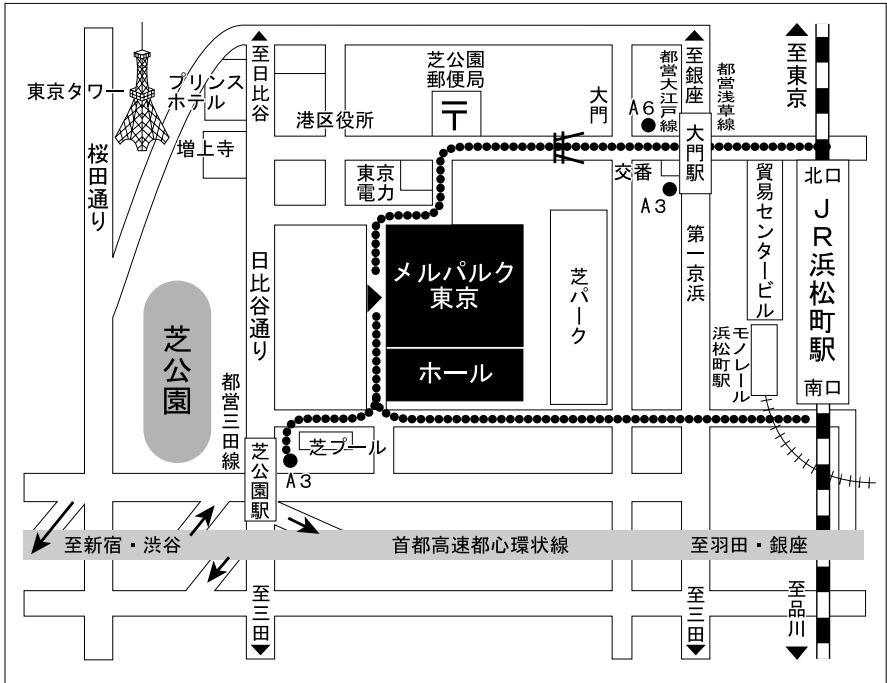 東京タワー
桜田通り
プリンス
ホテル
増上寺
至日比谷
港区役所
芝公園
郵便局
〒
大門
A6
都営大江戸線
至銀座
都営浅草線
至東京
大門駅
交番
A3
東京
電力
北口
JR浜松町駅
南口
貿易センタービル
第一京浜
メルパルク
東京
ホール
芝パーク
日比谷通り
芝公園
都営三田線
モノレール
浜松町駅
芝プール
A3
芝公園駅
至新宿・渋谷
首都高速都心環状線
至羽田・銀座
至三田
至三田
至品川